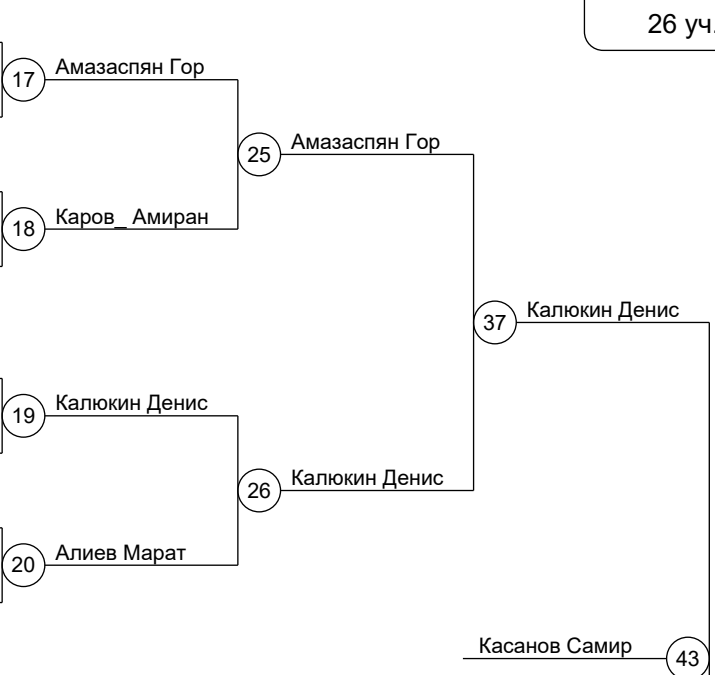 26 уч.
17 Амазаспян Гор
25 Амазаспян Гор
18 Каров_ Амиран
37 Калюкин Денис
19 Калюкин Денис
26 Калюкин Денис
20 Алиев Марат
Касанов Самир 43